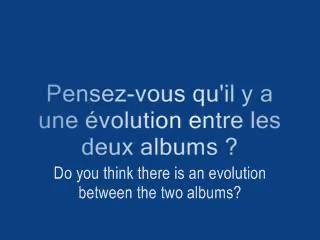 Pensez-vous qu'il y a
une évolution entre les
deux albums ?
Do you think there is an evolution
between the two albums?